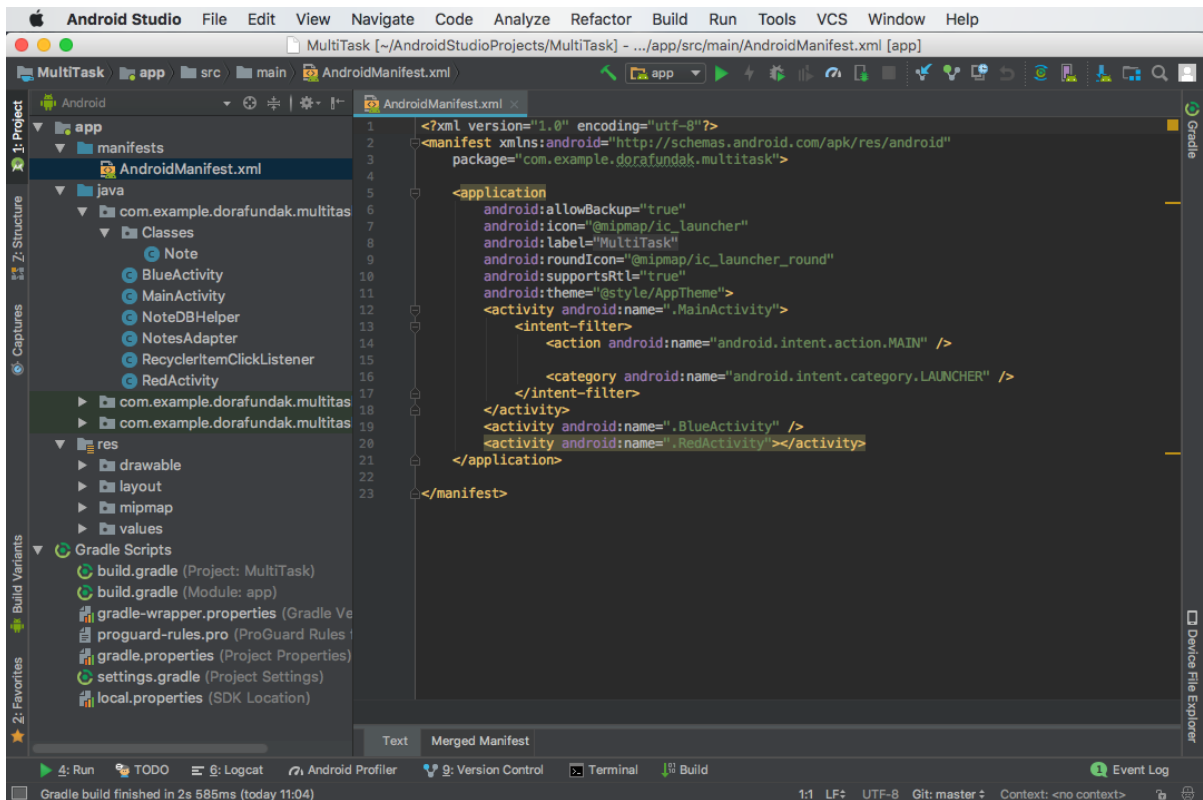 Android Studio File Edit View Navigate Code Analyze Refactor Build Run Tools VCS Window Help
MultiTask [~/AndroidStudioProjects/MultiTask] - .../app/src/main/AndroidManifest.xml [app]
MultiTask app src main AndroidManifest.xml app
1: Project
Z: Structure
Captures
Build Variants
2: Favorites
Android
app
manifests
AndroidManifest.xml
java
com.example.dorafundak.multitas
Classes
Note
BlueActivity
MainActivity
NoteDBHelper
NotesAdapter
RecyclerItemClickListener
RedActivity
com.example.dorafundak.multitas
com.example.dorafundak.multitas
res
drawable
layout
mipmap
values
Gradle Scripts
build.gradle (Project: MultiTask)
build.gradle (Module: app)
gradle-wrapper.properties (Gradle Ve
proguard-rules.pro (ProGuard Rules f
gradle.properties (Project Properties)
settings.gradle (Project Settings)
local.properties (SDK Location)
AndroidManifest.xml
1 <?xml version="1.0" encoding="utf-8"?>
2 <manifest xmlns:android="http://schemas.android.com/apk/res/android"
3 package="com.example.dorafundak.multitask">
4
5 <application
6 android:allowBackup="true"
7 android:icon="@mipmap/ic_launcher"
8 android:label="MultiTask"
9 android:roundIcon="@mipmap/ic_launcher_round"
10 android:supportsRtl="true"
11 android:theme="@style/AppTheme">
12 <activity android:name=".MainActivity">
13 <intent-filter>
14 <action android:name="android.intent.action.MAIN" />
15
16 <category android:name="android.intent.category.LAUNCHER" />
17 </intent-filter>
18 </activity>
19 <activity android:name=".BlueActivity" />
20 <activity android:name=".RedActivity"></activity>
21 </application>
22
23 </manifest>
Text Merged Manifest
Gradle
Device File Explorer
4: Run TODO 6: Logcat Android Profiler 9: Version Control Terminal Build 1 Event Log
Gradle build finished in 2s 585ms (today 11:04) 1:1 LF UTF-8 Git: master Context: <no context>